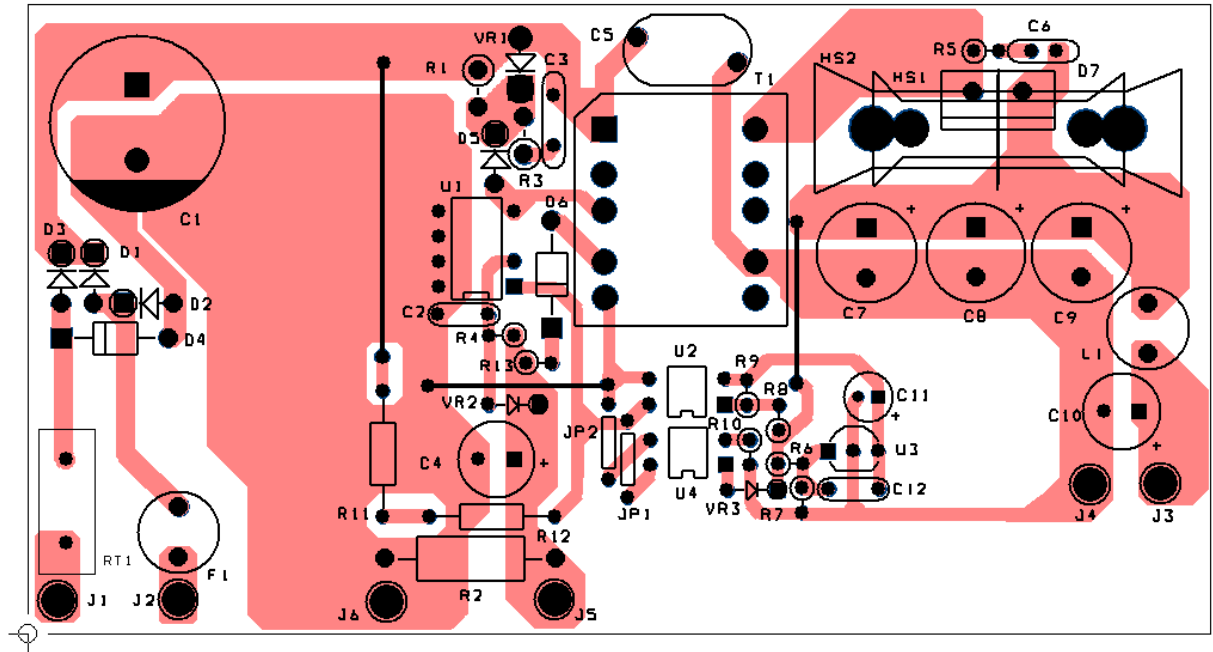 VR1
C5
R5
C6
R1
C3
T1
HS2
HS1
D7
D5
R3
U1
C1
D6
D3
D1
D2
C2
C7
C8
C9
D4
R4
R13
U2
R9
L1
VR2
R8
C11
C10
JP2
R10
R6
U3
C4
U4
C12
R11
R12
JP1
VR3
R7
J4
J3
RT1
F1
J1
J2
R2
J6
J5